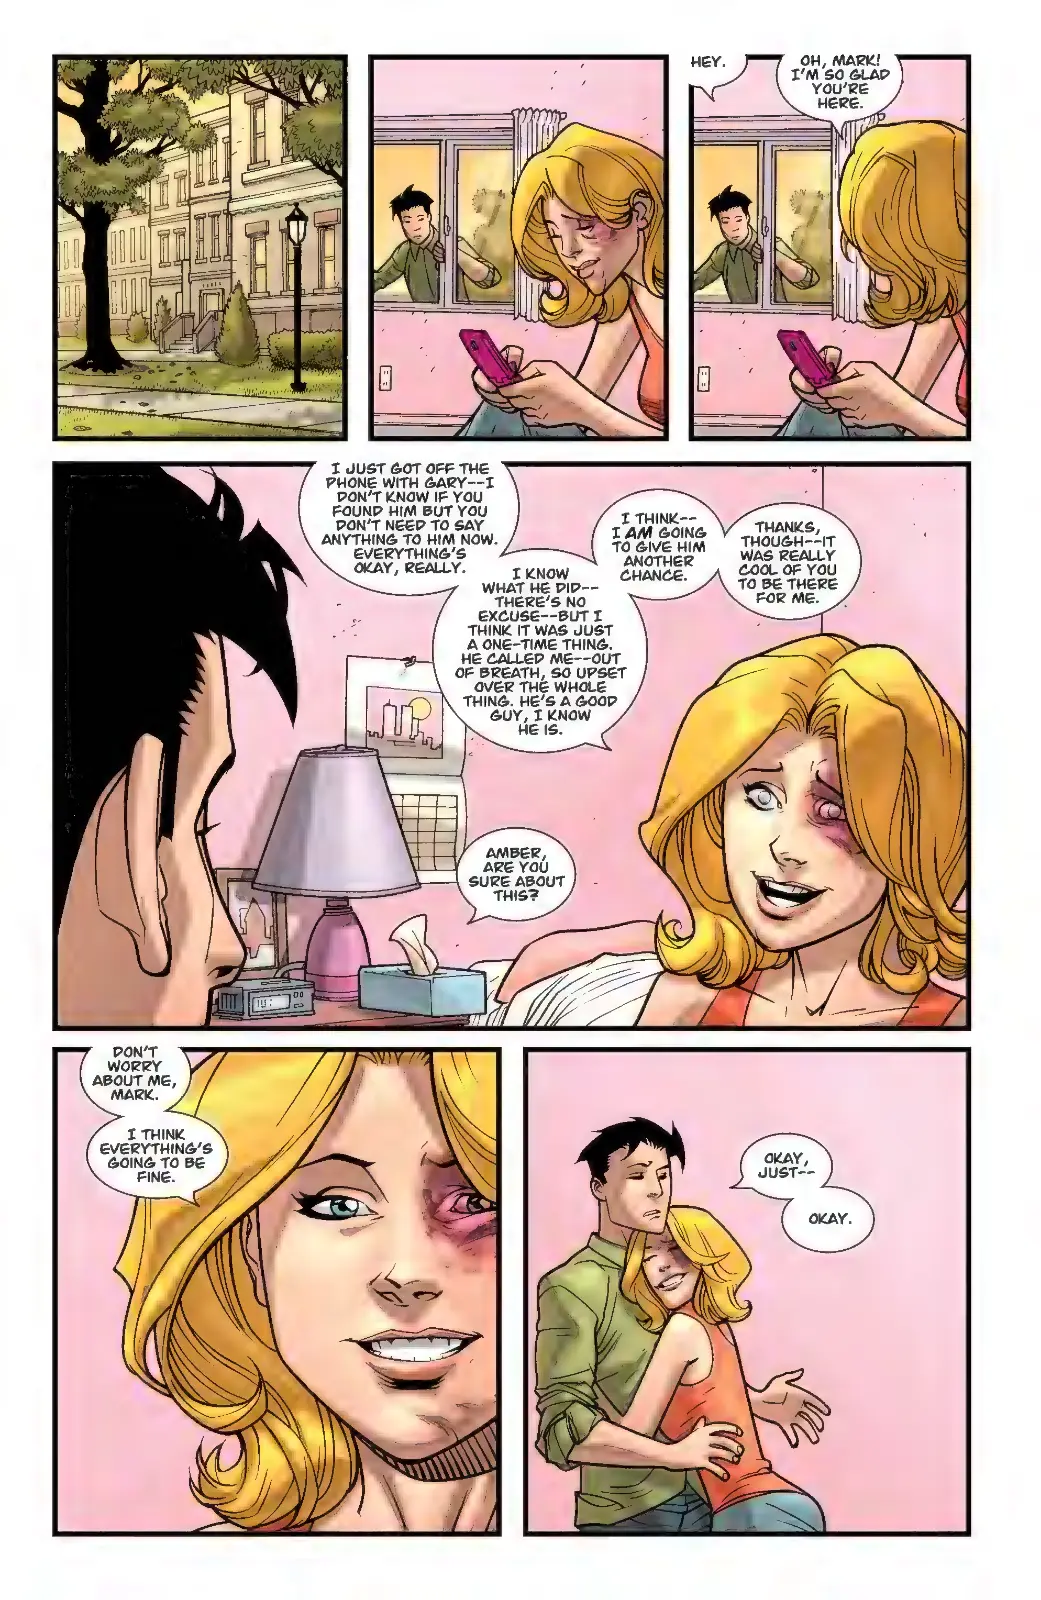 HEY.
OH, MARK!
I'M SO GLAD
YOU'RE
HERE.
I JUST GOT OFF THE
PHONE WITH GARY--I
DON'T KNOW IF YOU
FOUND HIM BUT YOU
DON'T NEED TO SAY
ANYTHING TO HIM NOW.
EVERYTHING'S
OKAY, REALLY.
I KNOW
WHAT HE DID--
THERE'S NO
EXCUSE--BUT I
THINK IT WAS JUST
A ONE-TIME THING.
HE CALLED ME--OUT
OF BREATH, SO UPSET
OVER THE WHOLE
THING. HE'S A GOOD
GUY, I KNOW
HE IS.
I THINK--
I AM GOING
TO GIVE HIM
ANOTHER
CHANCE.
THANKS,
THOUGH--IT
WAS REALLY
COOL OF YOU
TO BE THERE
FOR ME.
AMBER,
ARE YOU
SURE ABOUT
THIS?
DON'T
WORRY
ABOUT ME,
MARK.
I THINK
EVERYTHING'S
GOING TO BE
FINE.
OKAY,
JUST--
OKAY.